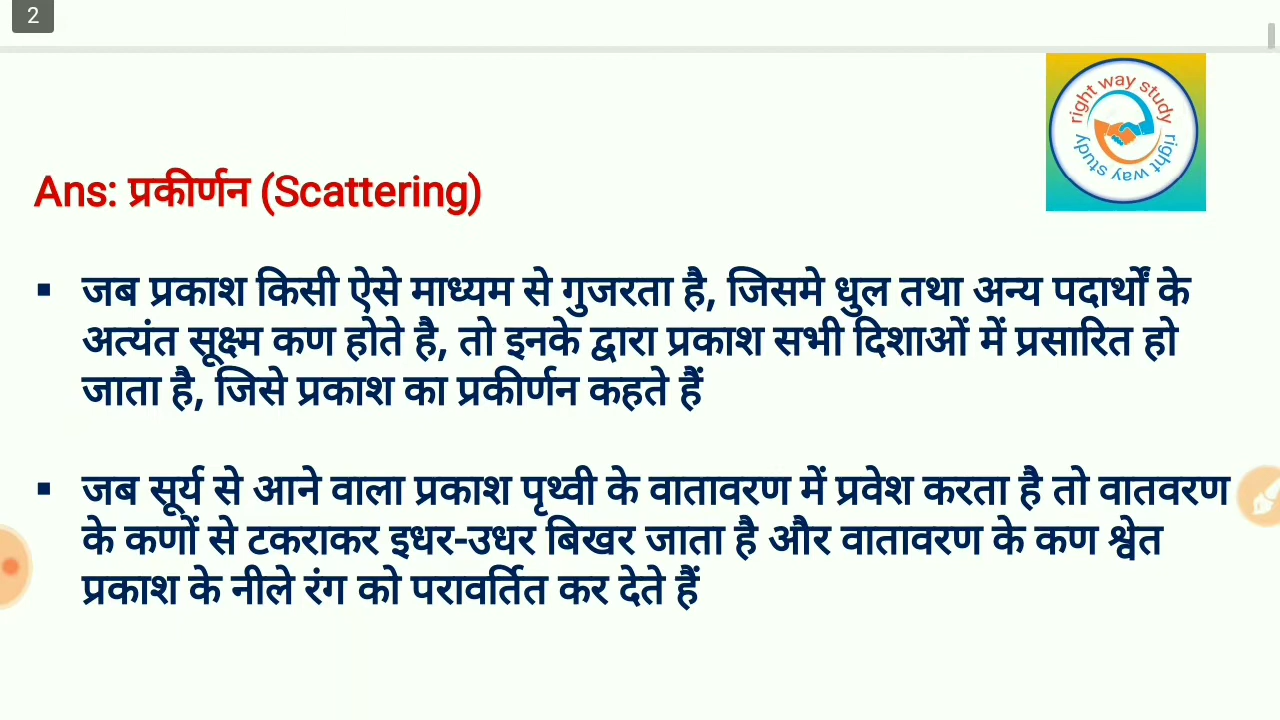 2
right way study
right way study
Ans: प्रकीर्णन (Scattering)
▪ जब प्रकाश किसी ऐसे माध्यम से गुजरता है, जिसमे धुल तथा अन्य पदार्थों के
अत्यंत सूक्ष्म कण होते है, तो इनके द्वारा प्रकाश सभी दिशाओं में प्रसारित हो
जाता है, जिसे प्रकाश का प्रकीर्णन कहते हैं
▪ जब सूर्य से आने वाला प्रकाश पृथ्वी के वातावरण में प्रवेश करता है तो वातवरण
के कणों से टकराकर इधर-उधर बिखर जाता है और वातावरण के कण श्वेत
प्रकाश के नीले रंग को परावर्तित कर देते हैं